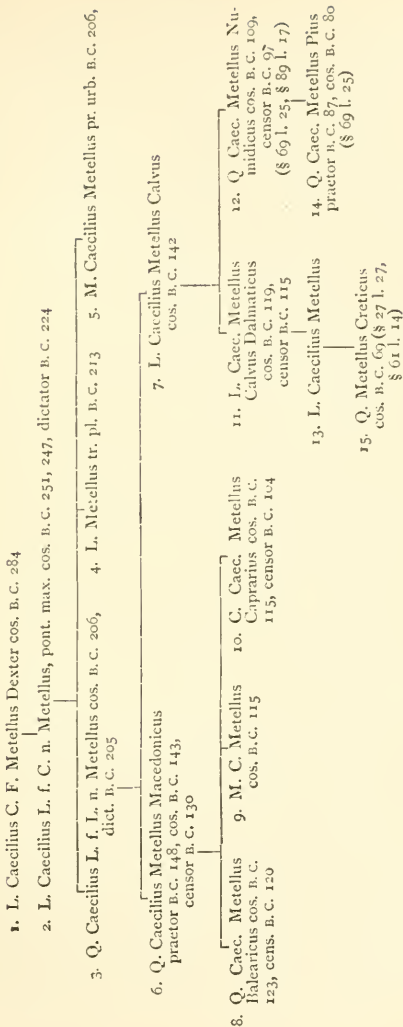 1. L. Caecilius C. F. Metellus Dexter cos. B.C. 284
2. L. Caecilius L. f. C. n. Metellus, pont. max. cos. B.C. 251, 247, dictator B.C. 224
3. Q. Caecilius L. f. L. n. Metellus cos. B.C. 206,
dict. B.C. 205
4. L. Metellus tr. pl. B.C. 213
5. M. Caecilius Metellus pr. urb. B.C. 206,
6. Q. Caecilius Metellus Macedonicus
praetor B.C. 148, cos. B.C. 143,
censor B.C. 130
7. L. Caecilius Metellus Calvus
cos. B.C. 142
8. Q. Caec. Metellus
Balearicus cos. B.C.
123, cens. B.C. 120
9. M. C. Metellus
cos. B.C. 115
10. C. Caec. Metellus
Caprarius cos. B.C.
115, censor B.C. 104
11. L. Caec. Metellus
Calvus Dalmaticus
cos. B.C. 119,
censor B.C. 115
12. Q Caec. Metellus Nu-
midicus cos. B.C. 109,
censor B.C. 97
(§ 69 l. 25, § 89 l. 17)
13. L. Caecilius Metellus
14. Q. Caec. Metellus Pius
praetor B.C. 87, cos. B.C. 80
(§ 69 l. 25)
15. Q. Metellus Creticus
cos. B.C. 69 (§ 27 l. 27,
§ 61 l. 14)